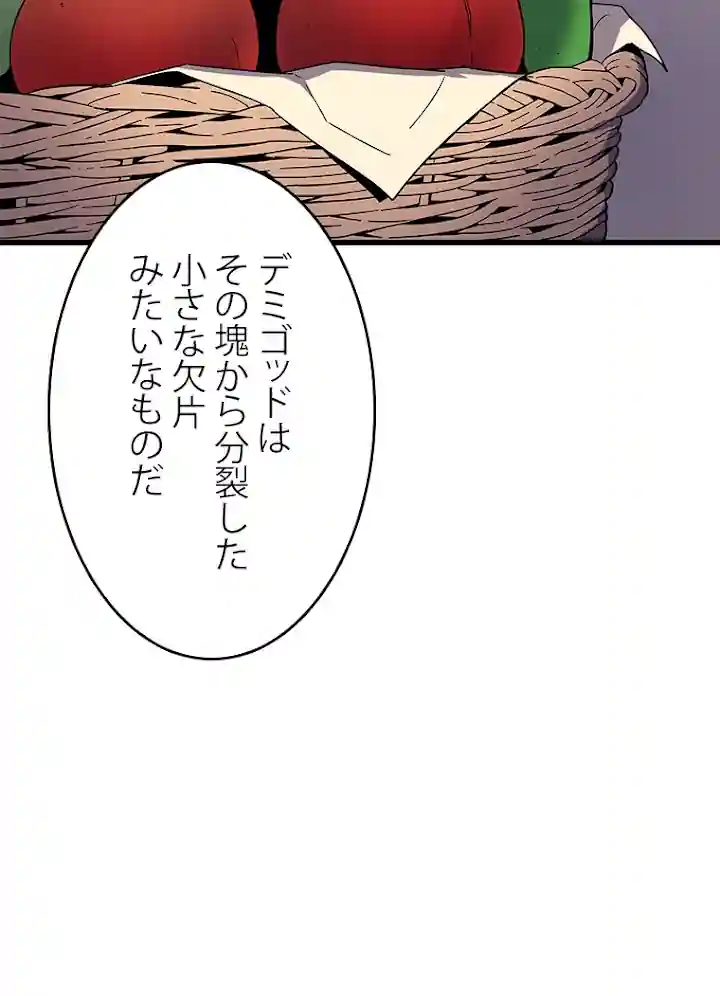 デミゴッドは
その塊から分裂した
小さな欠片
みたいなものだ